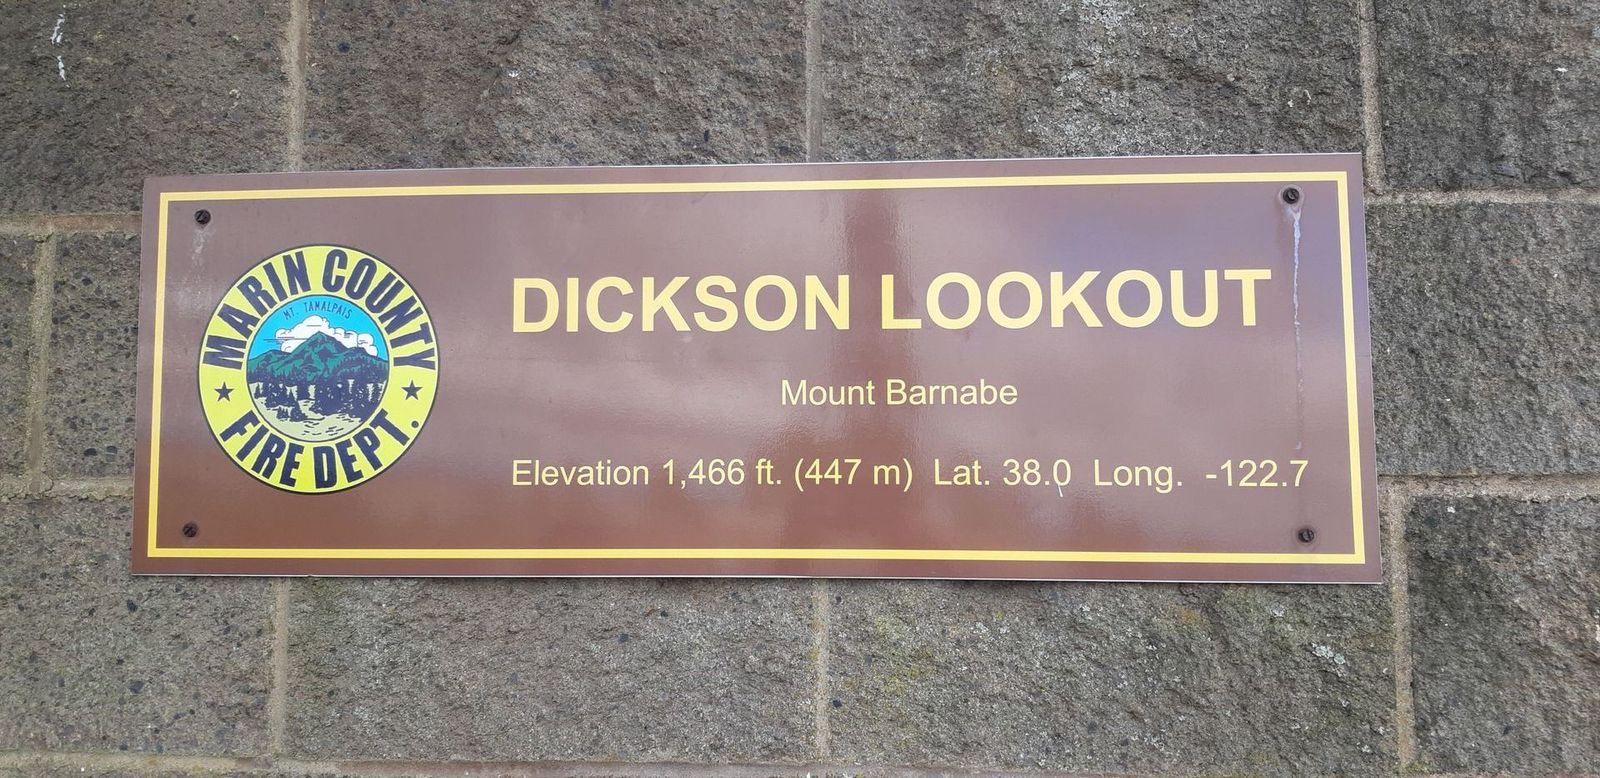 MARIN COUNTY
MT. TAMALPAIS
FIRE DEPT.
DICKSON LOOKOUT
Mount Barnabe
Elevation 1,466 ft. (447 m) Lat. 38.0 Long. -122.7